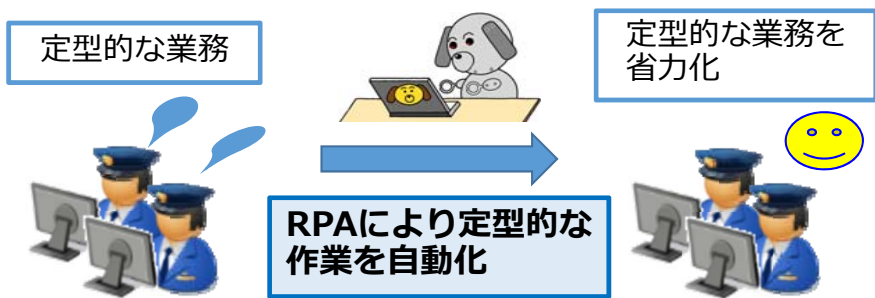 定型的な業務
定型的な業務を
省力化
RPAにより定型的な
作業を自動化